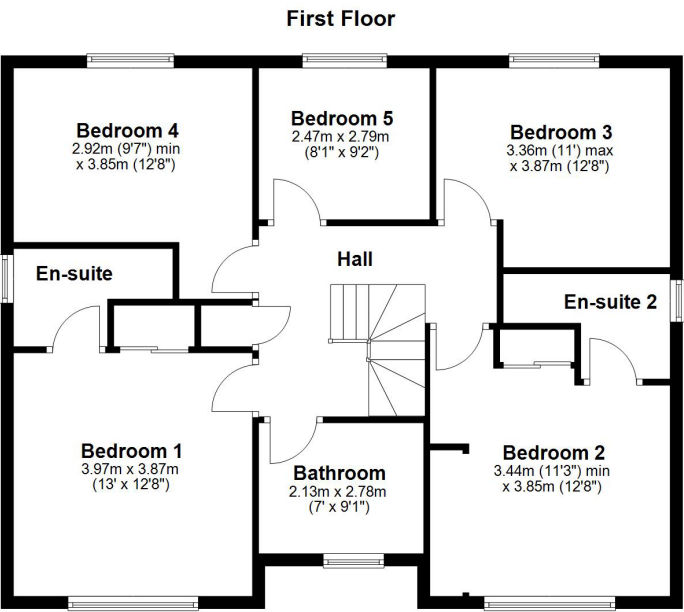 First Floor
Bedroom 4
2.92m (9'7") min
x 3.85m (12'8")
Bedroom 5
2.47m x 2.79m
(8'1" x 9'2")
Bedroom 3
3.36m (11') max
x 3.87m (12'8")
En-suite
Hall
En-suite 2
Bedroom 1
3.97m x 3.87m
(13' x 12'8")
Bathroom
2.13m x 2.78m
(7' x 9'1")
Bedroom 2
3.44m (11'3") min
x 3.85m (12'8")